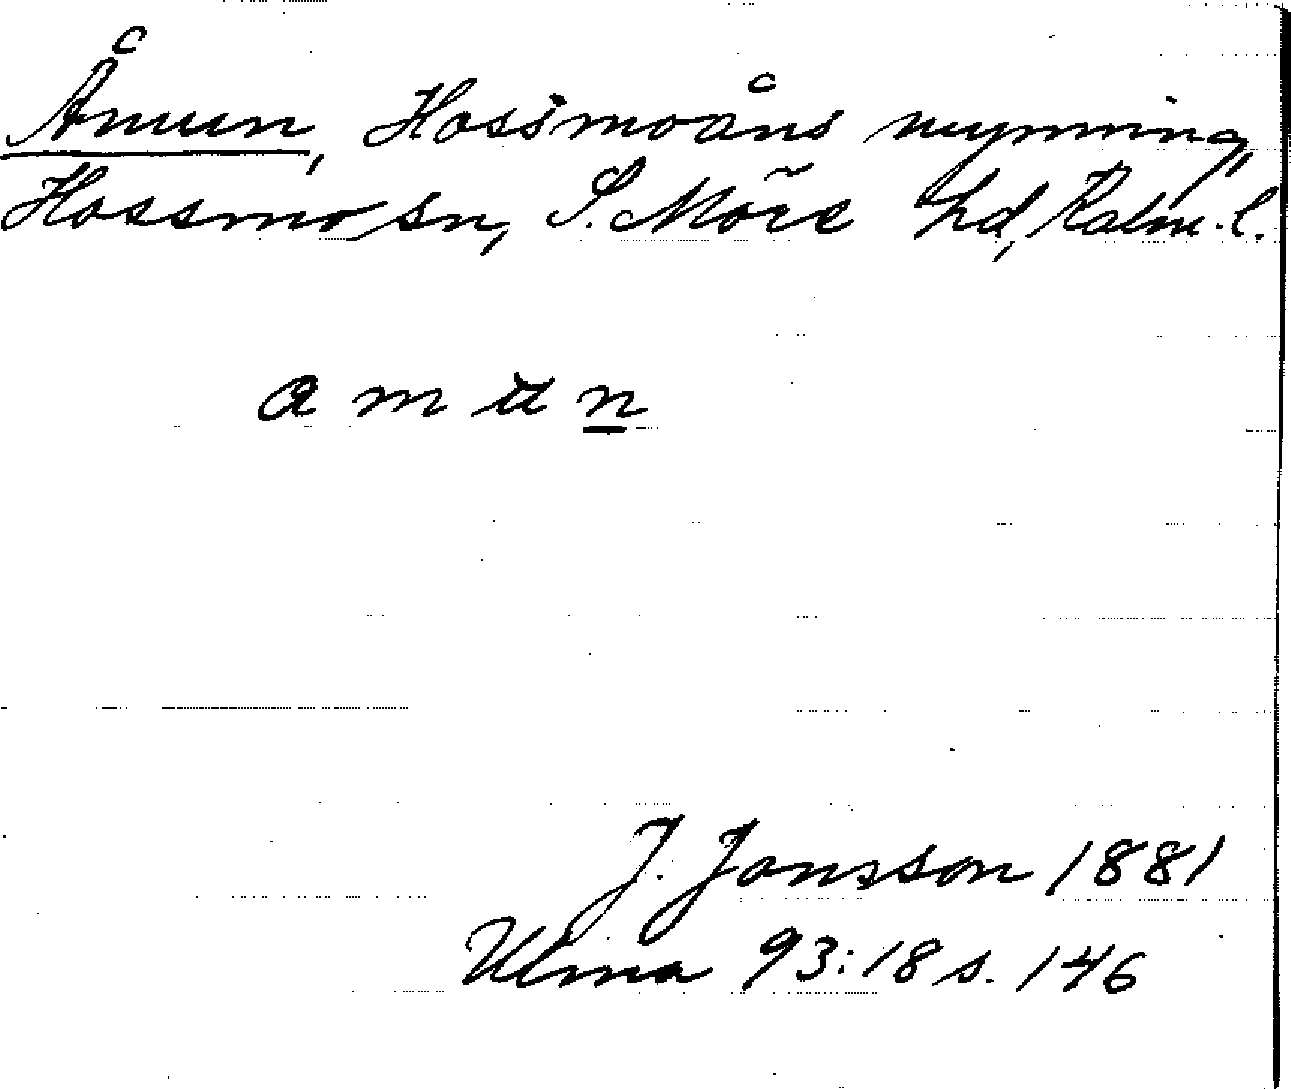 Åmun, Hossmoåns mynning,
Hossmo sn, S. Möre hd, Kalm. l.
a m u n
J. Jonsson 1881
Ulma 93:18 s. 146